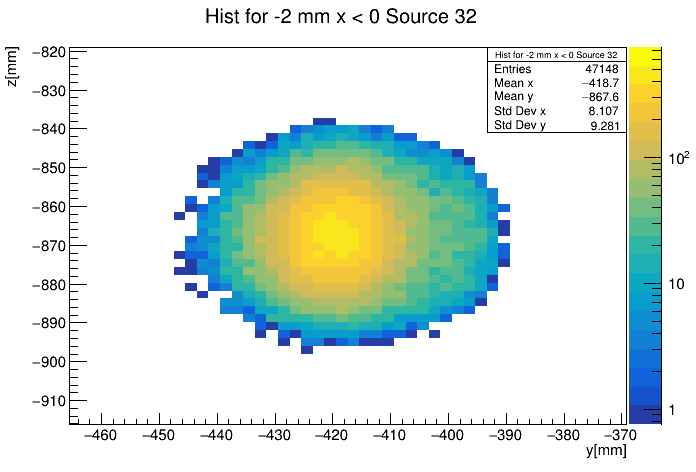 Hist for -2 mm x < 0 Source 32
z[mm]
−820
−830
−840
−850
−860
−870
−880
−890
−900
−910
Hist for -2 mm x < 0 Source 32
Entries 47148
Mean x −418.7
Mean y −867.6
Std Dev x 8.107
Std Dev y 9.281
10²
10
1
−460 −450 −440 −430 −420 −410 −400 −390 −380 −370
y[mm]